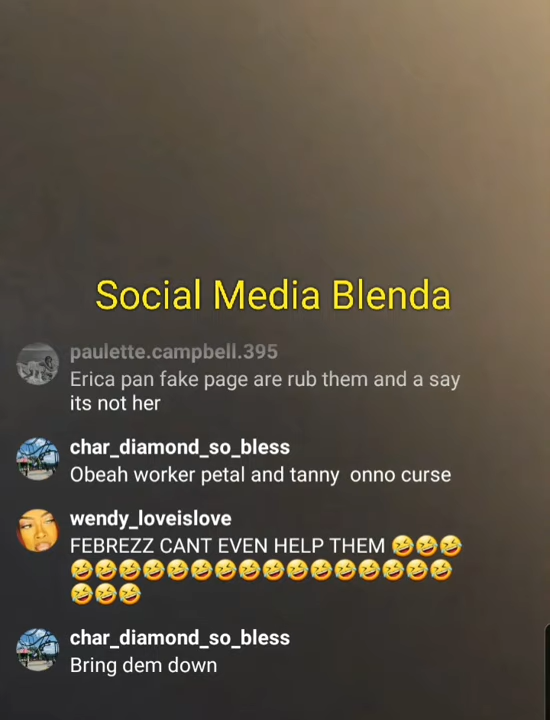 Social Media Blenda
paulette.campbell.395
Erica pan fake page are rub them and a say
its not her
char_diamond_so_bless
Obeah worker petal and tanny onno curse
wendy_loveislove
FEBREZZ CANT EVEN HELP THEM 🤣🤣🤣
🤣🤣🤣🤣🤣🤣🤣🤣🤣🤣🤣🤣🤣🤣🤣🤣
🤣🤣🤣
char_diamond_so_bless
Bring dem down